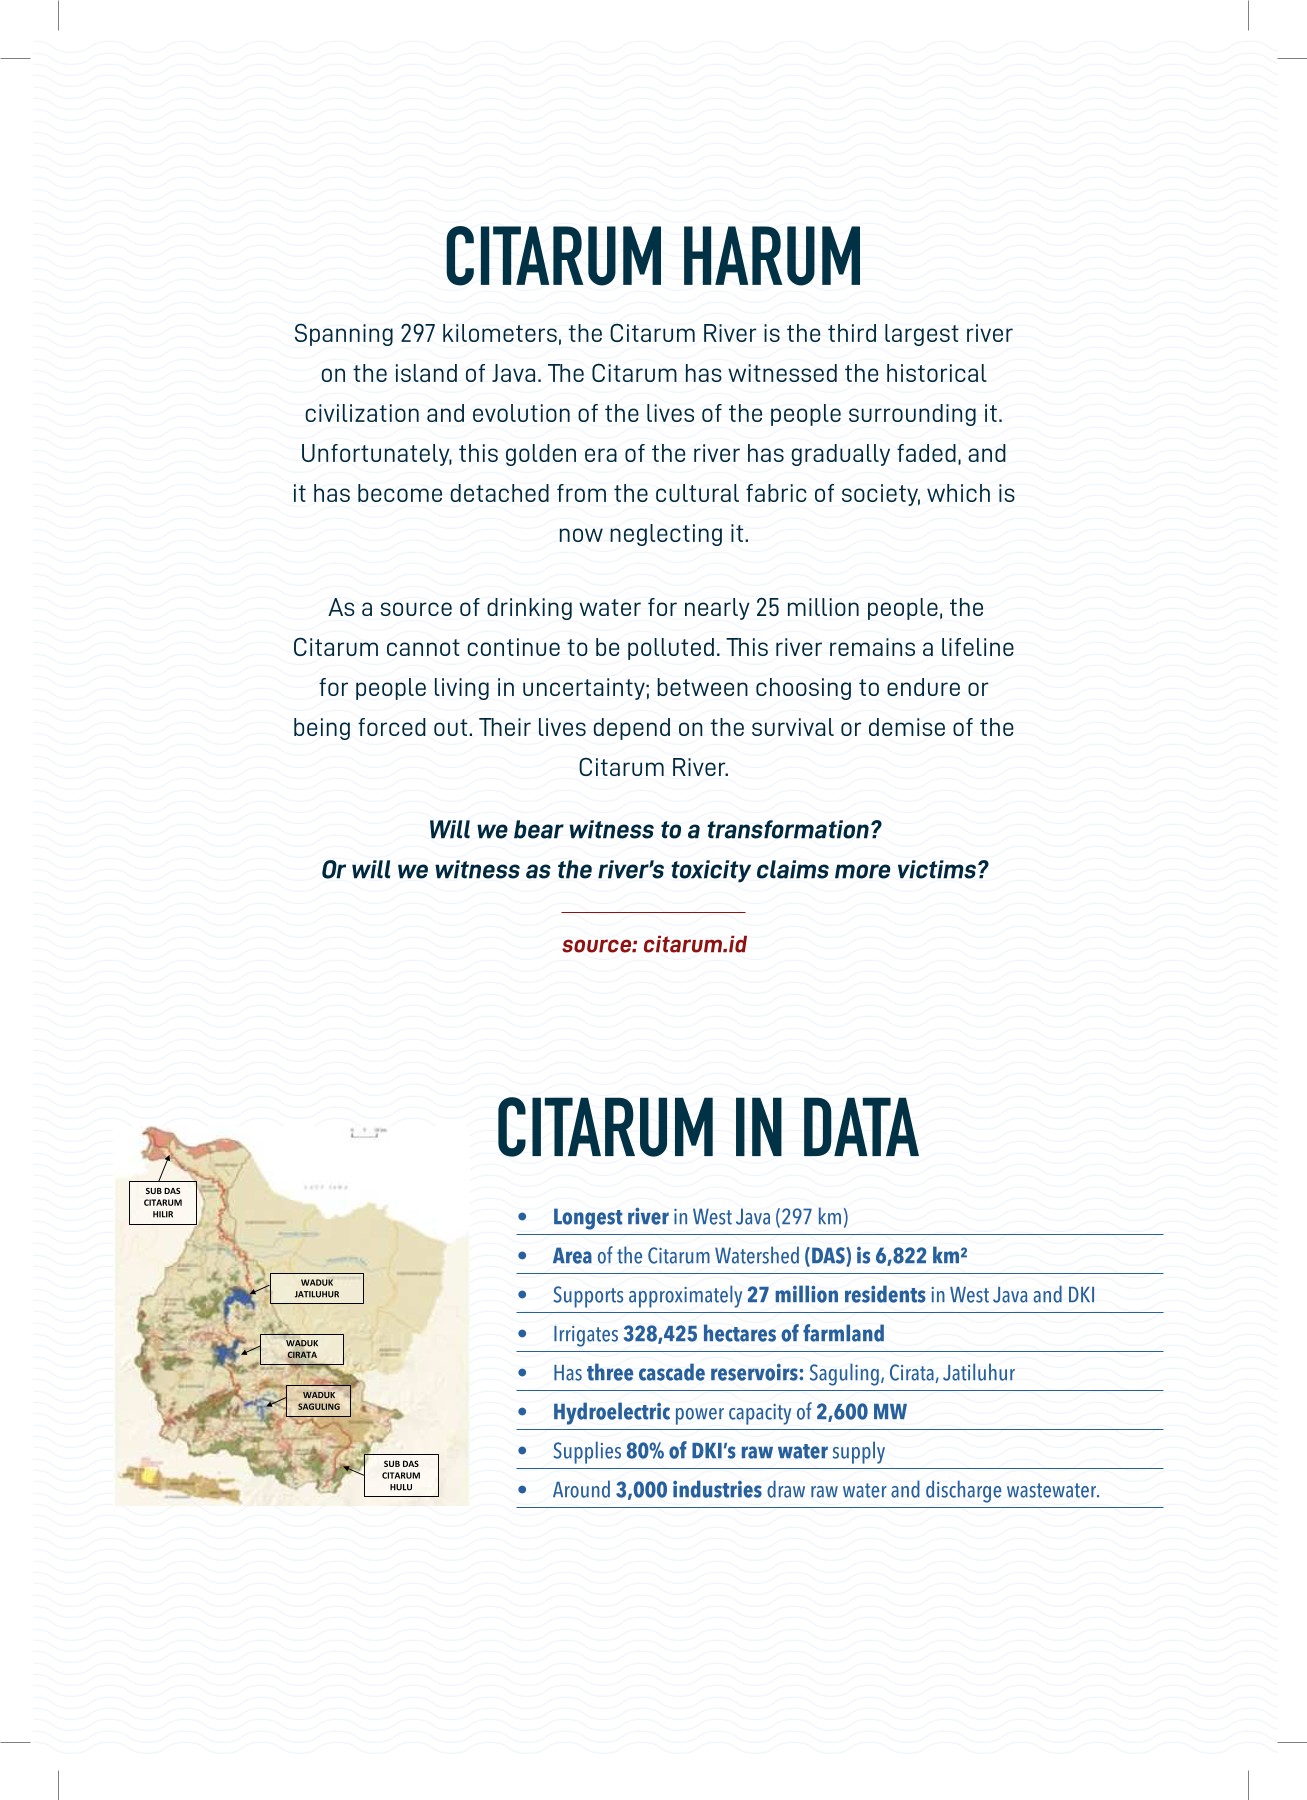 CITARUM HARUM
Spanning 297 kilometers, the Citarum River is the third largest river
on the island of Java. The Citarum has witnessed the historical
civilization and evolution of the lives of the people surrounding it.
Unfortunately, this golden era of the river has gradually faded, and
it has become detached from the cultural fabric of society, which is
now neglecting it.
As a source of drinking water for nearly 25 million people, the
Citarum cannot continue to be polluted. This river remains a lifeline
for people living in uncertainty; between choosing to endure or
being forced out. Their lives depend on the survival or demise of the
Citarum River.
Will we bear witness to a transformation?
Or will we witness as the river's toxicity claims more victims?
source: citarum.id
SUB DAS
CITARUM
HILIR
WADUK
JATILUHUR
WADUK
CIRATA
WADUK
SAGULING
SUB DAS
CITARUM
HULU
CITARUM IN DATA
• Longest river in West Java (297 km)
• Area of the Citarum Watershed (DAS) is 6,822 km²
• Supports approximately 27 million residents in West Java and DKI
• Irrigates 328,425 hectares of farmland
• Has three cascade reservoirs: Saguling, Cirata, Jatiluhur
• Hydroelectric power capacity of 2,600 MW
• Supplies 80% of DKI's raw water supply
• Around 3,000 industries draw raw water and discharge wastewater.